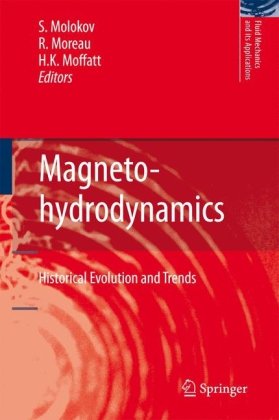 S. Molokov
R. Moreau
H.K. Moffatt
Editors
Fluid Mechanics
and its Applications
Magneto-
hydrodynamics
Historical Evolution and Trends
Springer